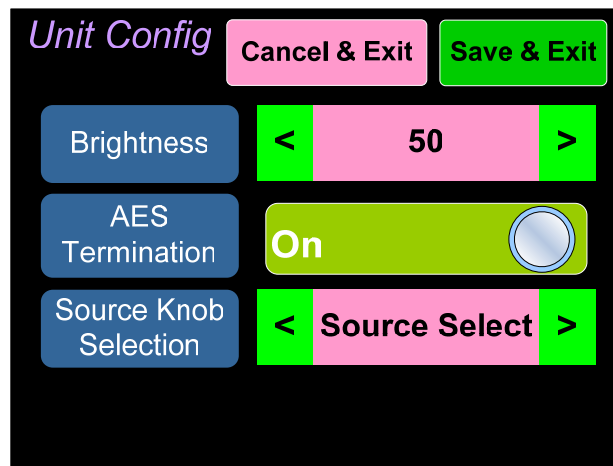 Unit Config
Cancel & Exit
Save & Exit
Brightness
< 50 >
AES
Termination
On
Source Knob
Selection
< Source Select >